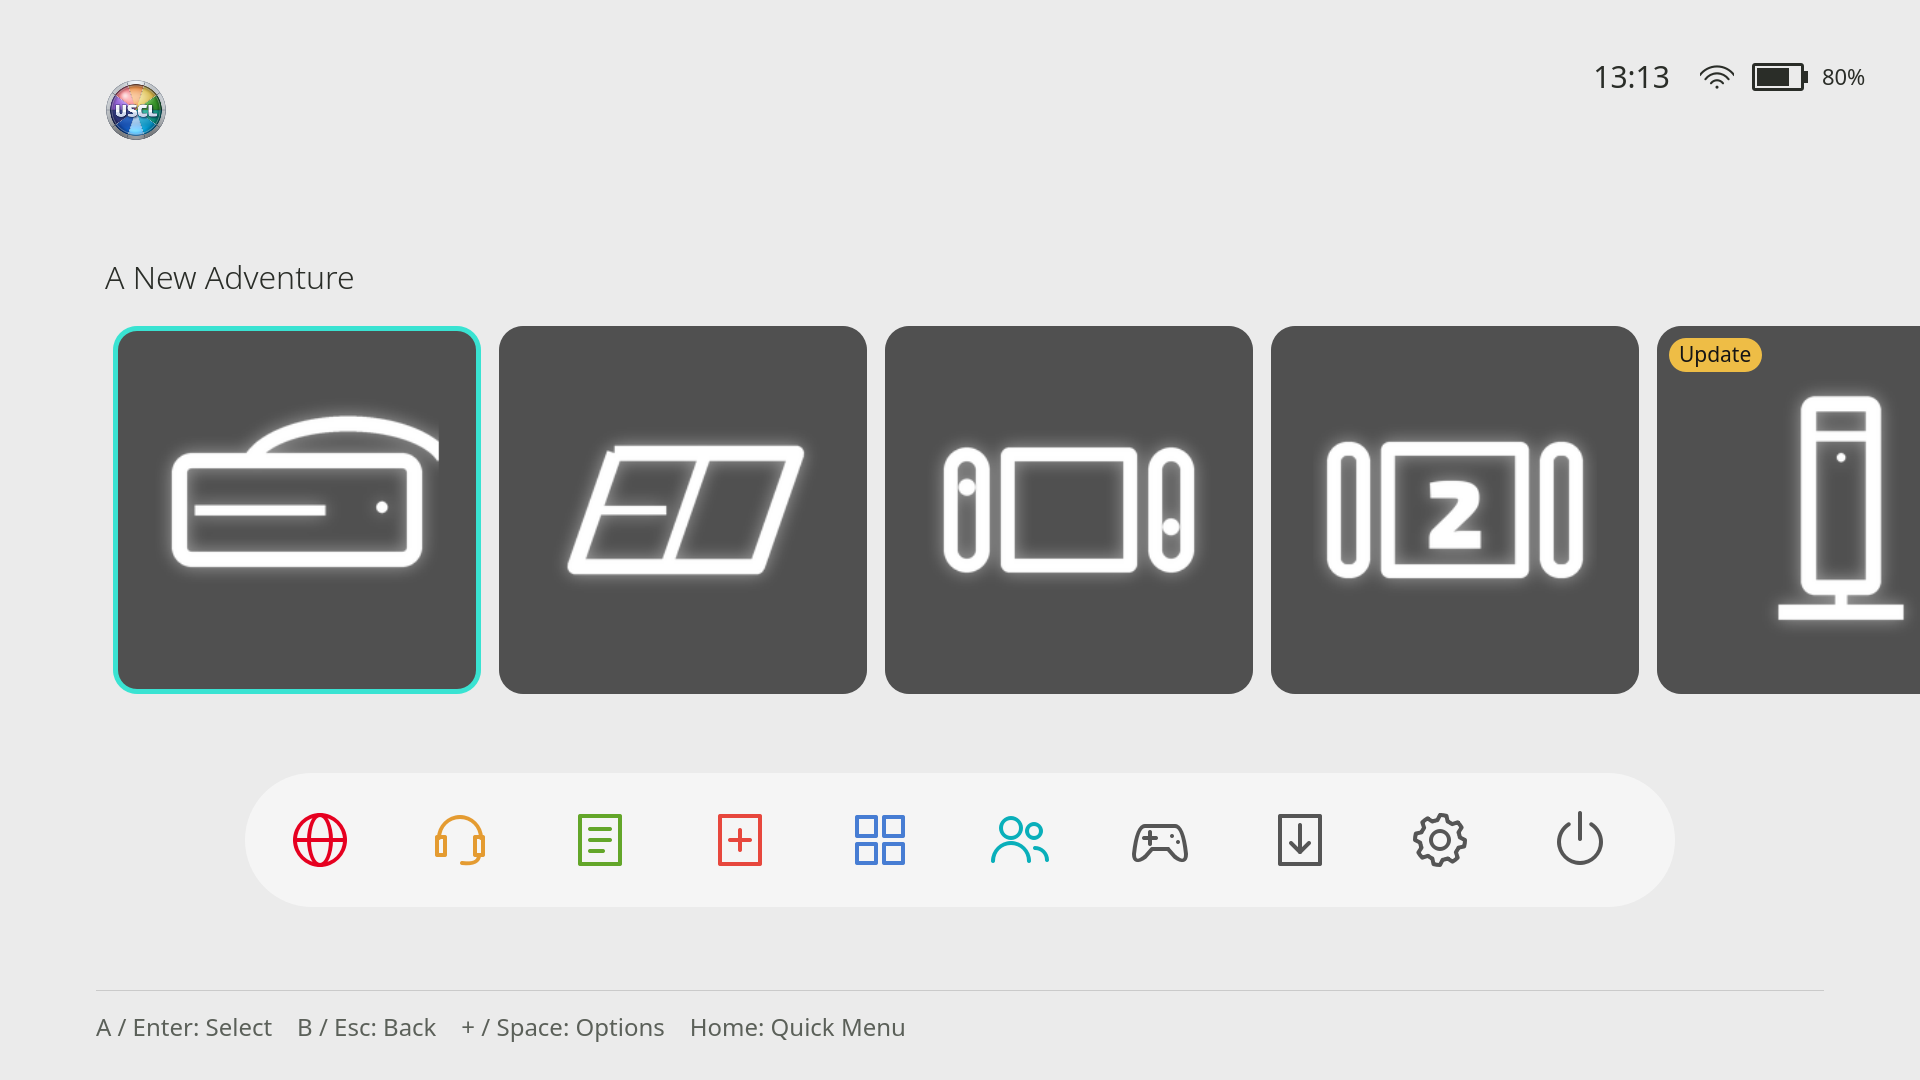 USCL
13:13
80%
A New Adventure
Update
2
A / Enter: Select B / Esc: Back + / Space: Options Home: Quick Menu